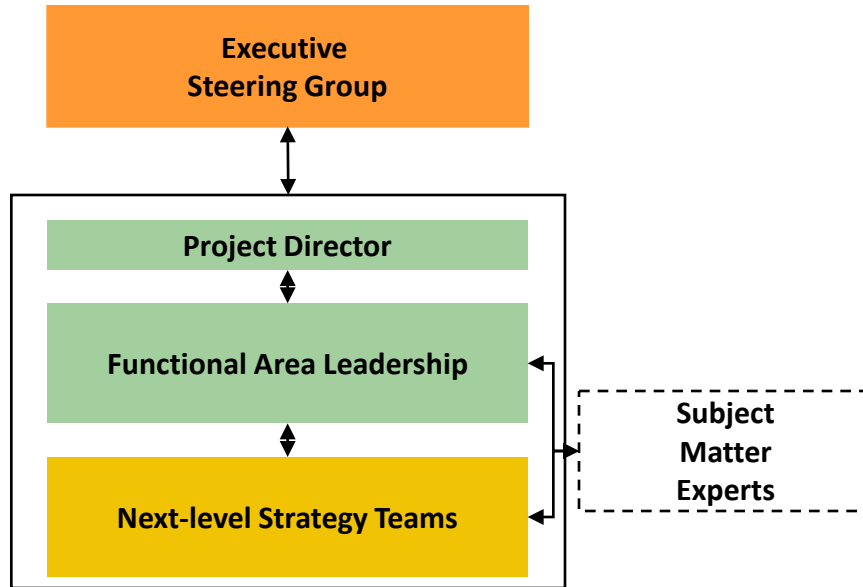 Executive
Steering Group
Project Director
Functional Area Leadership
Subject
Matter
Experts
Next-level Strategy Teams